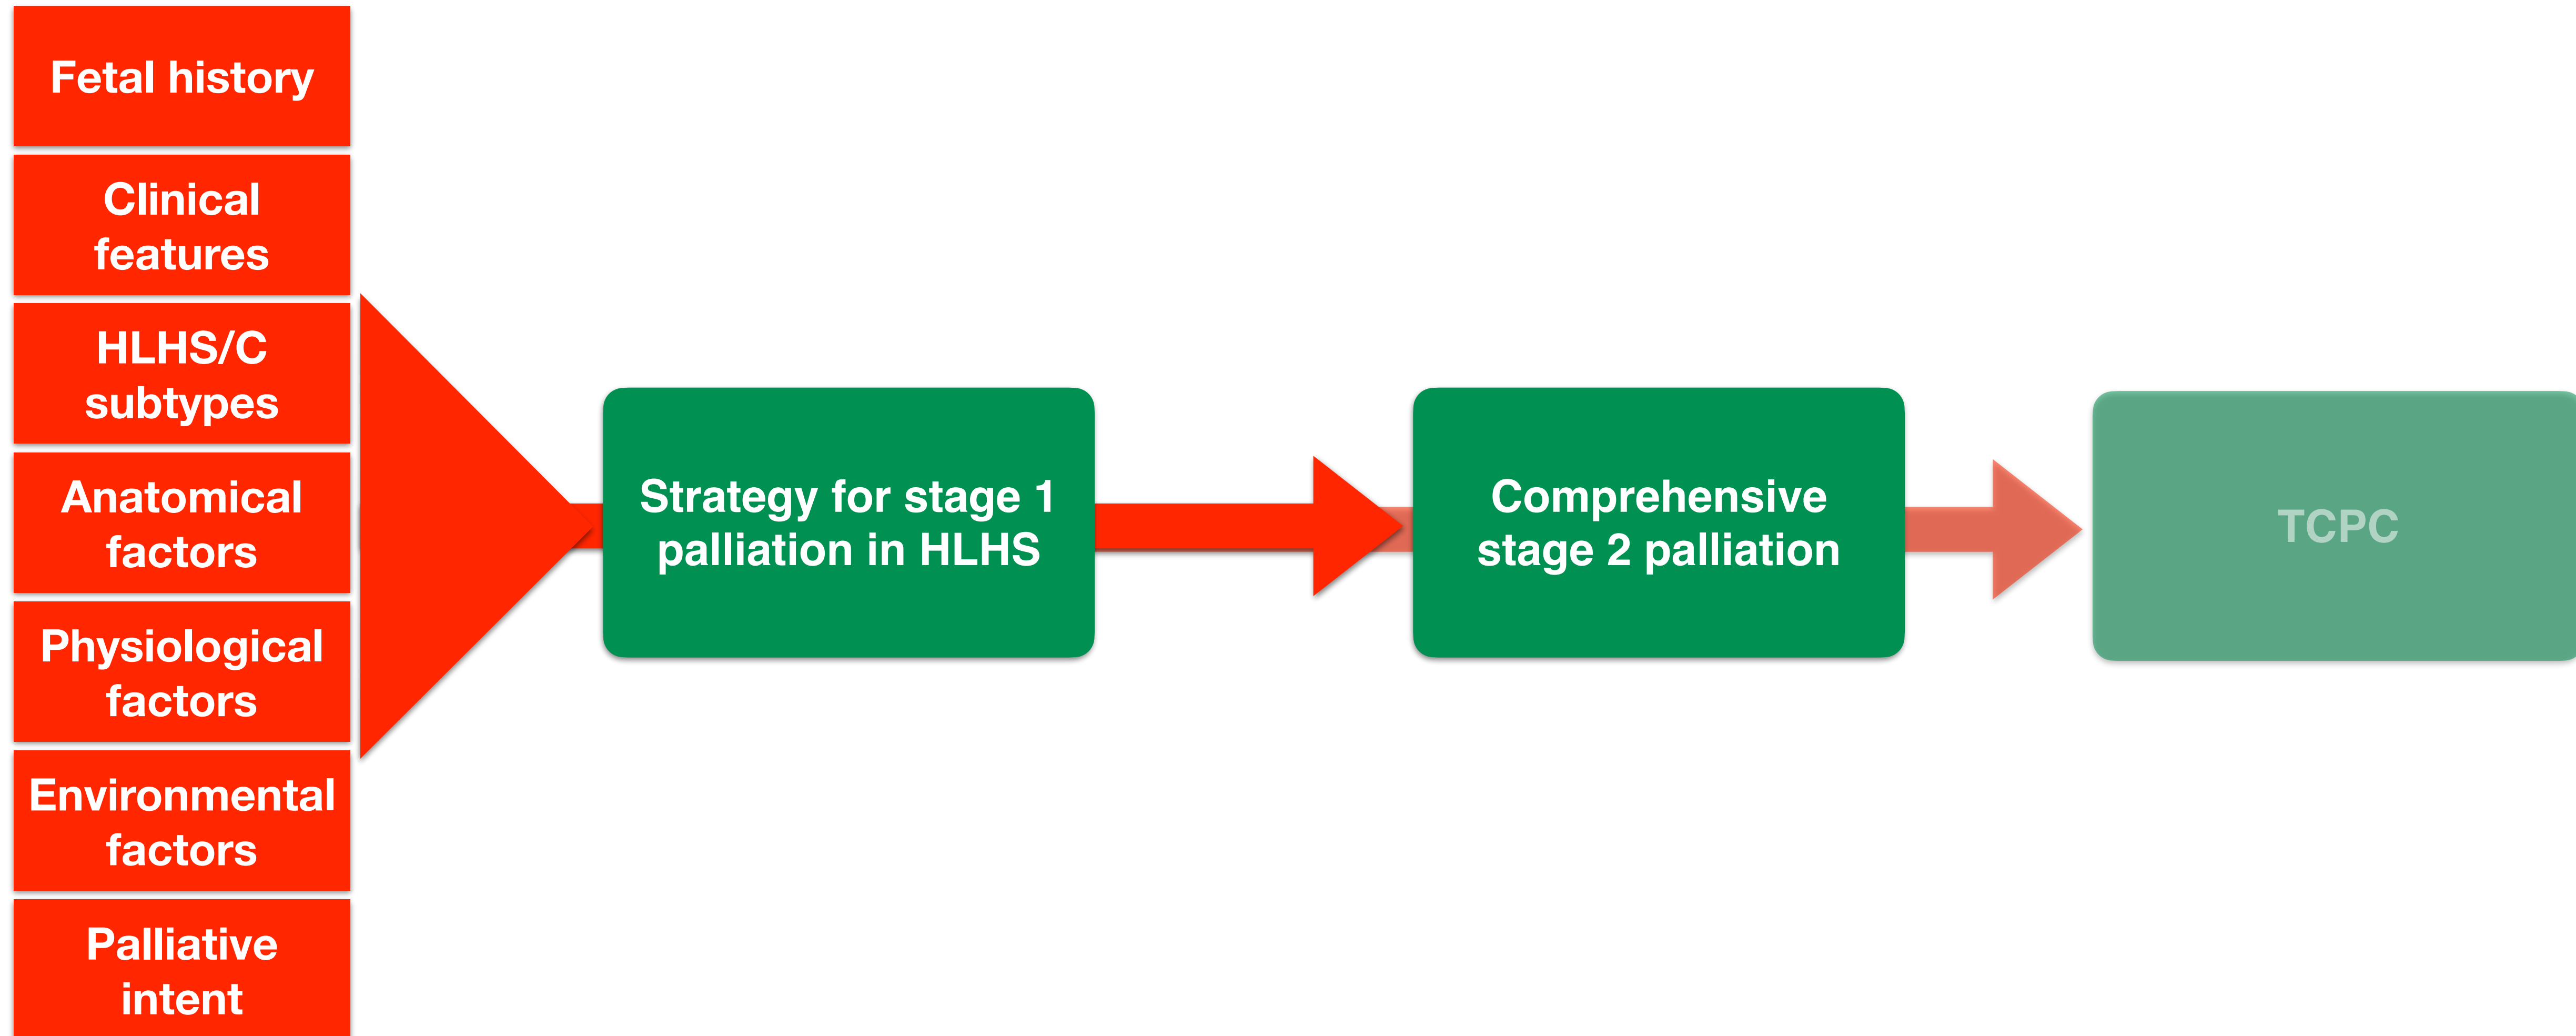 Fetal history
Clinical
features
HLHS/C
subtypes
Anatomical
factors
Physiological
factors
Environmental
factors
Palliative
intent
Strategy for stage 1
palliation in HLHS
Comprehensive
stage 2 palliation
TCPC